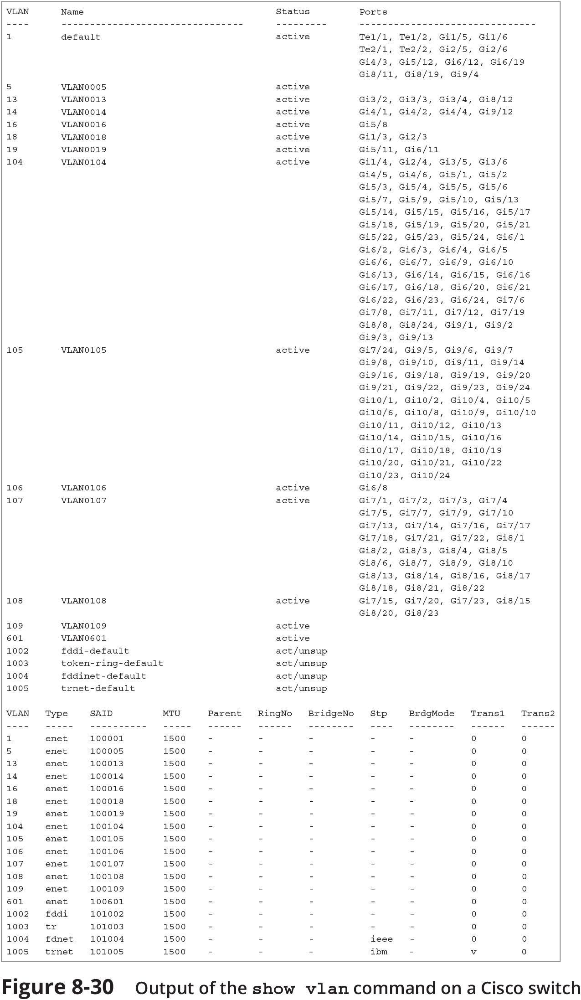 VLAN Name Status Ports
---- -------------------------------- --------- -------------------------------
1 default active Te1/1, Te1/2, Gi1/5, Gi1/6
Te2/1, Te2/2, Gi2/5, Gi2/6
Gi4/3, Gi5/12, Gi6/12, Gi6/19
Gi8/11, Gi8/19, Gi9/4
5 VLAN0005 active
13 VLAN0013 active Gi3/2, Gi3/3, Gi3/4, Gi8/12
14 VLAN0014 active Gi4/1, Gi4/2, Gi4/4, Gi9/12
16 VLAN0016 active Gi5/8
18 VLAN0018 active Gi1/3, Gi2/3
19 VLAN0019 active Gi5/11, Gi6/11
104 VLAN0104 active Gi1/4, Gi2/4, Gi3/5, Gi3/6
Gi4/5, Gi4/6, Gi5/1, Gi5/2
Gi5/3, Gi5/4, Gi5/5, Gi5/6
Gi5/7, Gi5/9, Gi5/10, Gi5/13
Gi5/14, Gi5/15, Gi5/16, Gi5/17
Gi5/18, Gi5/19, Gi5/20, Gi5/21
Gi5/22, Gi5/23, Gi5/24, Gi6/1
Gi6/2, Gi6/3, Gi6/4, Gi6/5
Gi6/6, Gi6/7, Gi6/9, Gi6/10
Gi6/13, Gi6/14, Gi6/15, Gi6/16
Gi6/17, Gi6/18, Gi6/20, Gi6/21
Gi6/22, Gi6/23, Gi6/24, Gi7/6
Gi7/8, Gi7/11, Gi7/12, Gi7/19
Gi8/8, Gi8/24, Gi9/1, Gi9/2
Gi9/3, Gi9/13
105 VLAN0105 active Gi7/24, Gi9/5, Gi9/6, Gi9/7
Gi9/8, Gi9/10, Gi9/11, Gi9/14
Gi9/16, Gi9/18, Gi9/19, Gi9/20
Gi9/21, Gi9/22, Gi9/23, Gi9/24
Gi10/1, Gi10/2, Gi10/4, Gi10/5
Gi10/6, Gi10/8, Gi10/9, Gi10/10
Gi10/11, Gi10/12, Gi10/13
Gi10/14, Gi10/15, Gi10/16
Gi10/17, Gi10/18, Gi10/19
Gi10/20, Gi10/21, Gi10/22
Gi10/23, Gi10/24
106 VLAN0106 active Gi6/8
107 VLAN0107 active Gi7/1, Gi7/2, Gi7/3, Gi7/4
Gi7/5, Gi7/7, Gi7/9, Gi7/10
Gi7/13, Gi7/14, Gi7/16, Gi7/17
Gi7/18, Gi7/21, Gi7/22, Gi8/1
Gi8/2, Gi8/3, Gi8/4, Gi8/5
Gi8/6, Gi8/7, Gi8/9, Gi8/10
Gi8/13, Gi8/14, Gi8/16, Gi8/17
Gi8/18, Gi8/21, Gi8/22
108 VLAN0108 active Gi7/15, Gi7/20, Gi7/23, Gi8/15
Gi8/20, Gi8/23
109 VLAN0109 active
601 VLAN0601 active
1002 fddi-default act/unsup
1003 token-ring-default act/unsup
1004 fddinet-default act/unsup
1005 trnet-default act/unsup
VLAN Type SAID MTU Parent RingNo BridgeNo Stp BrdgMode Trans1 Trans2
---- ----- ---------- ----- ------ ------ -------- ---- -------- ------ ------
1 enet 100001 1500 - - - - - 0 0
5 enet 100005 1500 - - - - - 0 0
13 enet 100013 1500 - - - - - 0 0
14 enet 100014 1500 - - - - - 0 0
16 enet 100016 1500 - - - - - 0 0
18 enet 100018 1500 - - - - - 0 0
19 enet 100019 1500 - - - - - 0 0
104 enet 100104 1500 - - - - - 0 0
105 enet 100105 1500 - - - - - 0 0
106 enet 100106 1500 - - - - - 0 0
107 enet 100107 1500 - - - - - 0 0
108 enet 100108 1500 - - - - - 0 0
109 enet 100109 1500 - - - - - 0 0
601 enet 100601 1500 - - - - - 0 0
1002 fddi 101002 1500 - - - - - 0 0
1003 tr 101003 1500 - - - - - 0 0
1004 fdnet 101004 1500 - - - ieee - 0 0
1005 trnet 101005 1500 - - - ibm - v 0
Figure 8-30 Output of the show vlan command on a Cisco switch